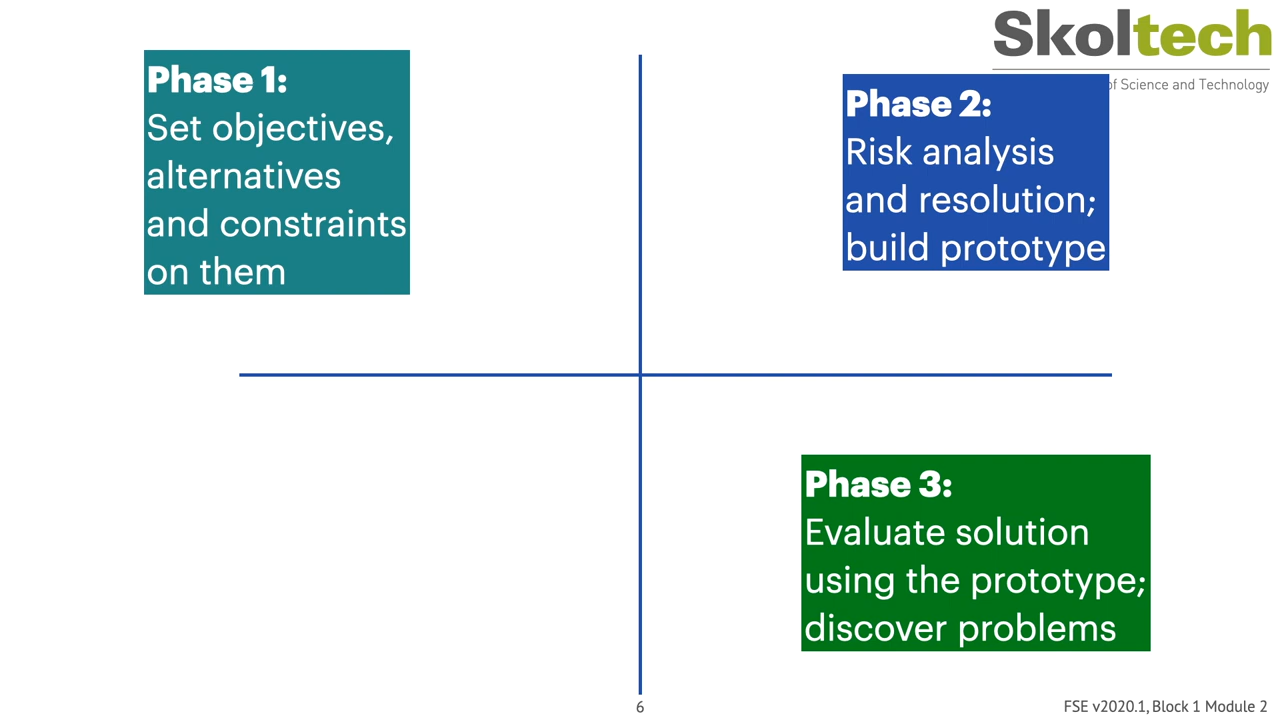 Skoltech
of Science and Technology
Phase 1:
Set objectives,
alternatives
and constraints
on them
Phase 2:
Risk analysis
and resolution;
build prototype
Phase 3:
Evaluate solution
using the prototype;
discover problems
6
FSE v2020.1, Block 1 Module 2